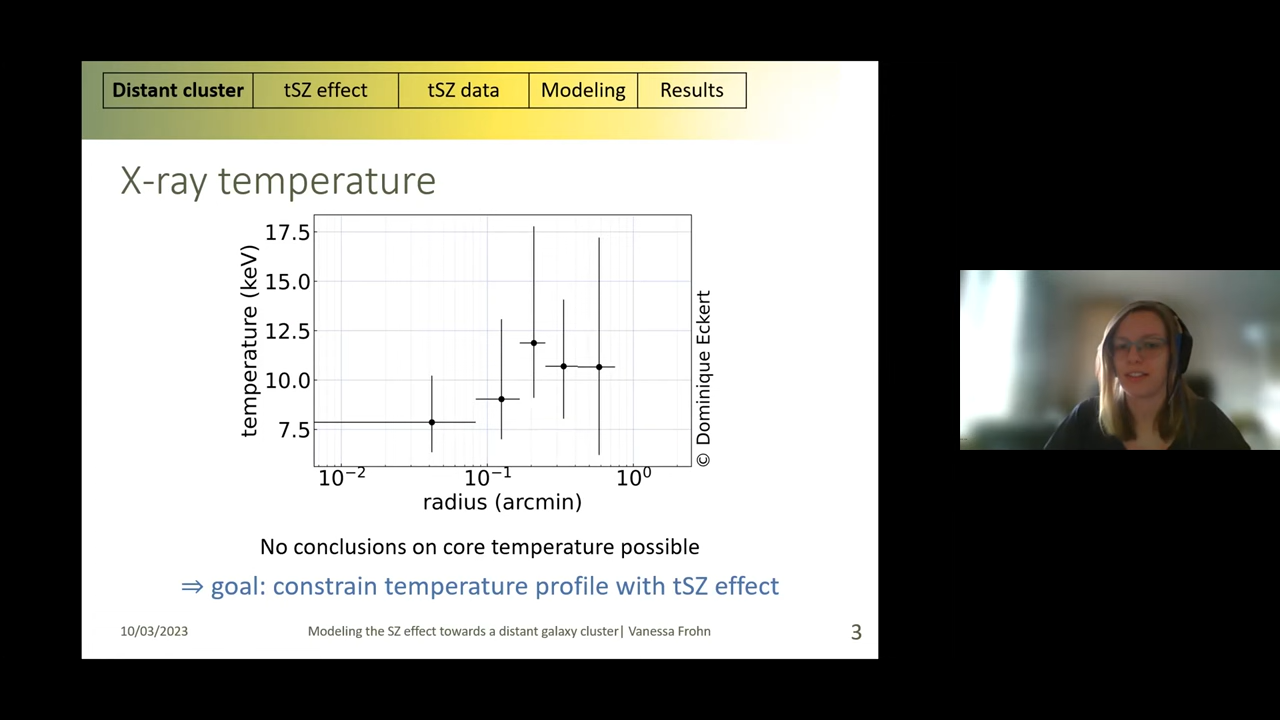 Distant cluster tSZ effect tSZ data Modeling Results
X-ray temperature
17.5
15.0
12.5
10.0
7.5
temperature (keV)
10⁻² 10⁻¹ 10⁰
radius (arcmin)
© Dominique Eckert
No conclusions on core temperature possible
⇒ goal: constrain temperature profile with tSZ effect
10/03/2023 Modeling the SZ effect towards a distant galaxy cluster| Vanessa Frohn 3